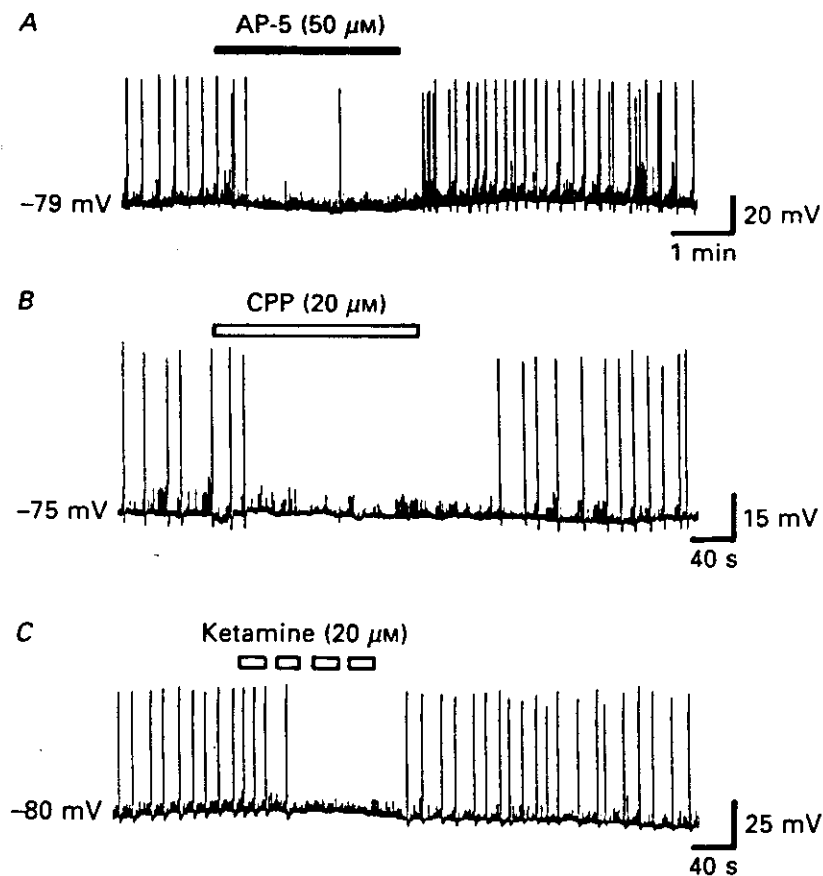 A
AP-5 (50 μM)
–79 mV
20 mV
1 min
B
CPP (20 μM)
–75 mV
15 mV
40 s
C
Ketamine (20 μM)
–80 mV
25 mV
40 s